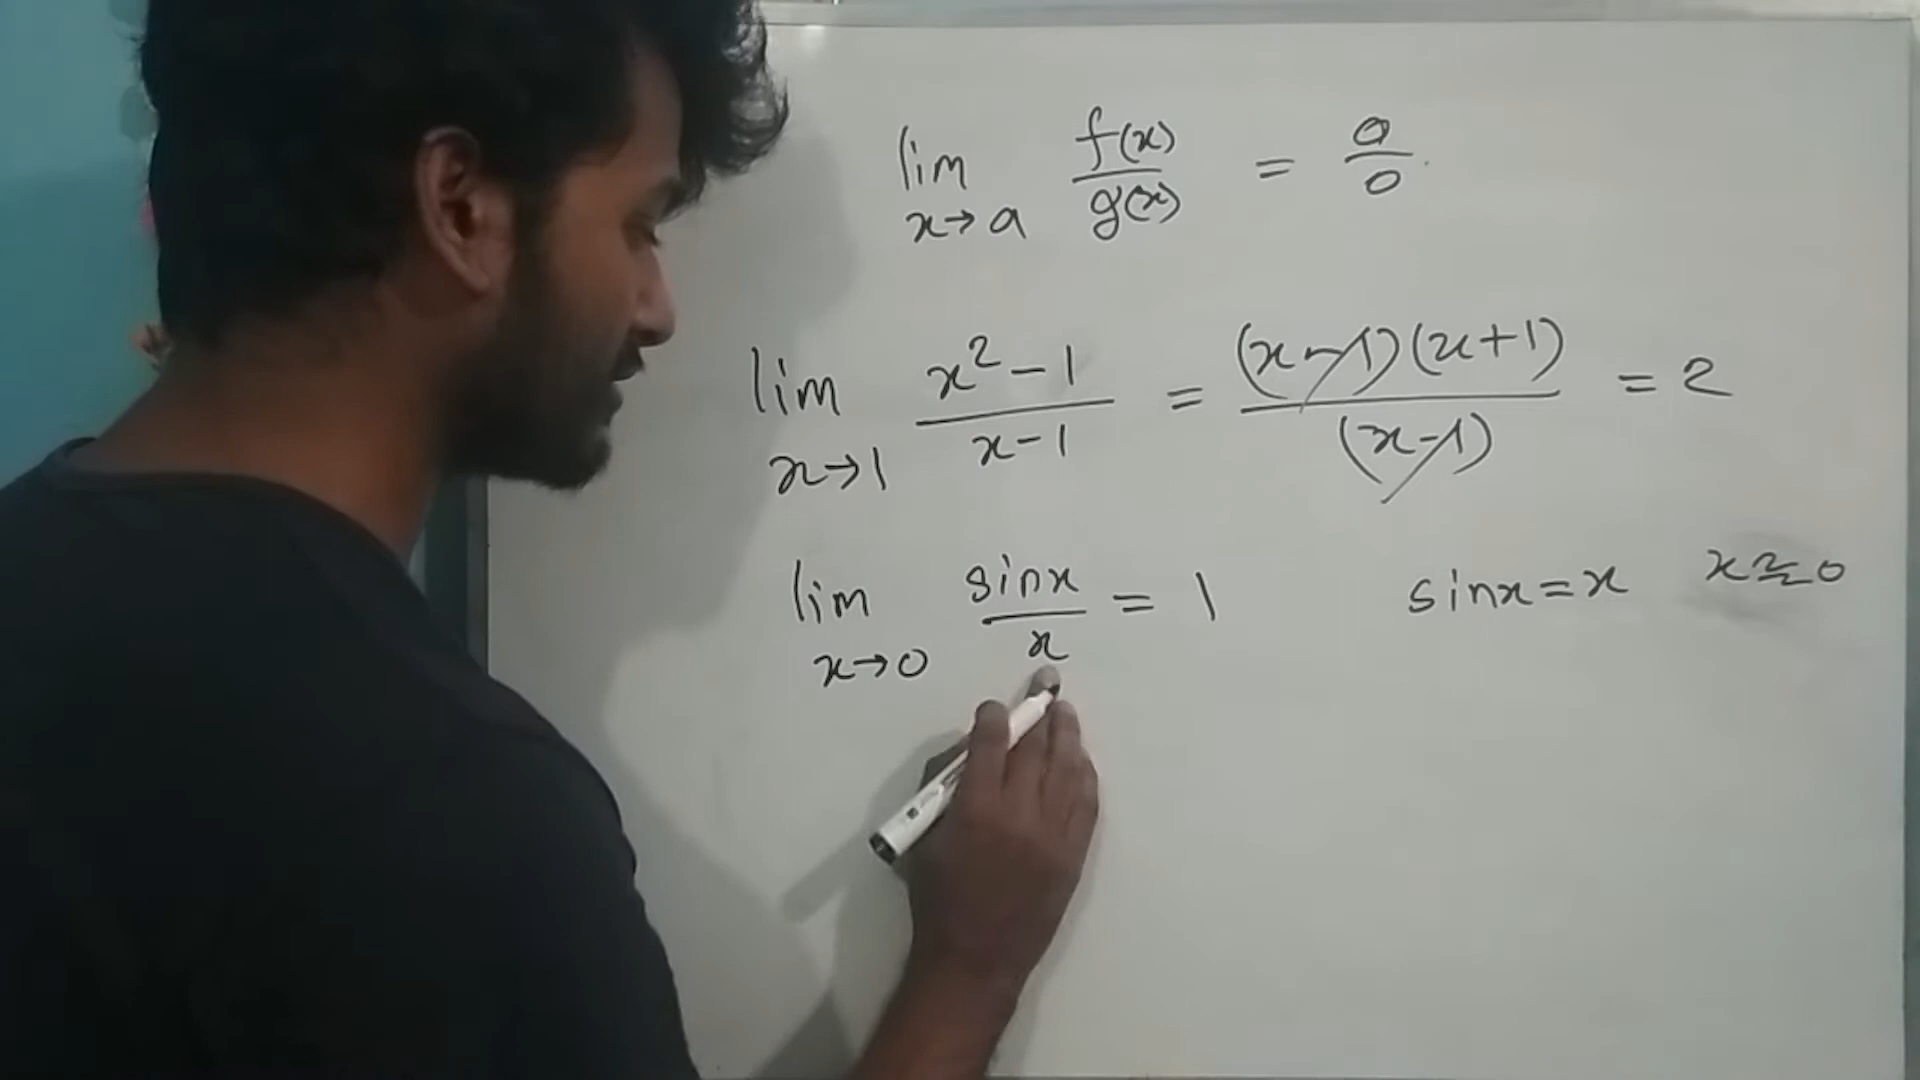 lim x→a f(x)/g(x) = 0/0
lim x→1 x²-1/x-1 = (x-1)(x+1)/(x-1) = 2
lim x→0 sinx/x = 1 sinx=x x≃0